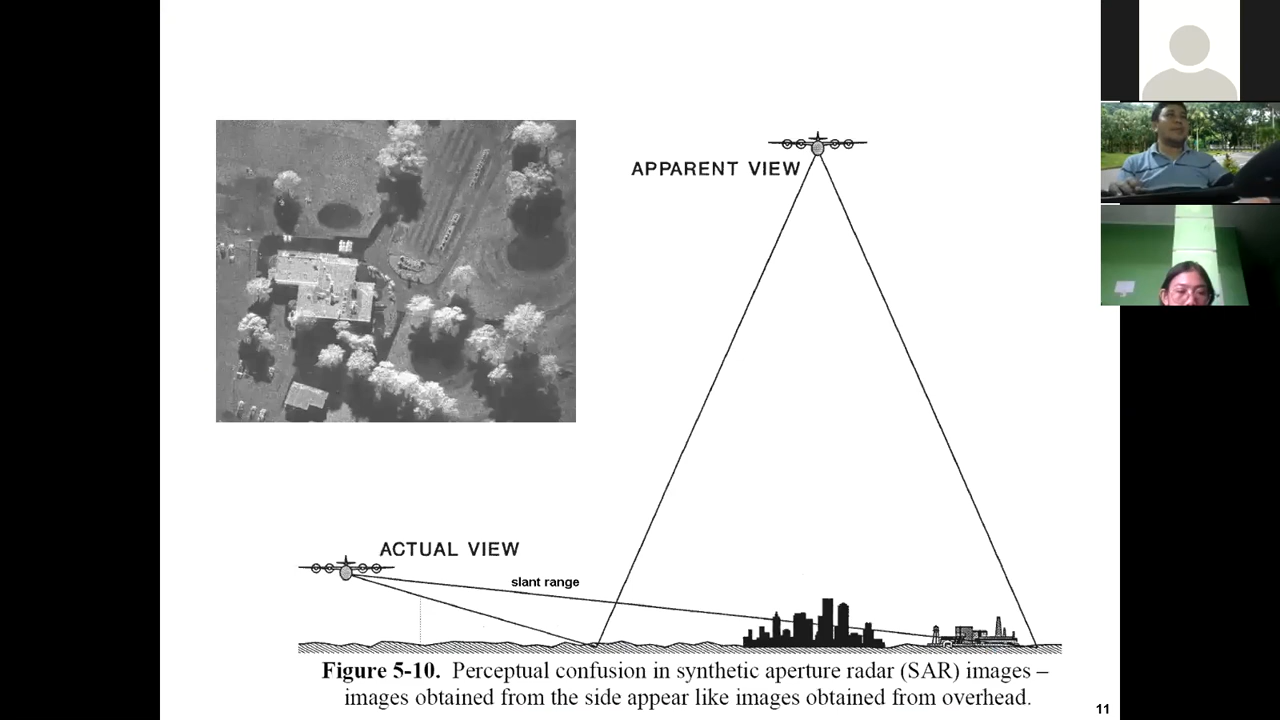 APPARENT VIEW
ACTUAL VIEW
slant range
Figure 5-10. Perceptual confusion in synthetic aperture radar (SAR) images –
images obtained from the side appear like images obtained from overhead.
11